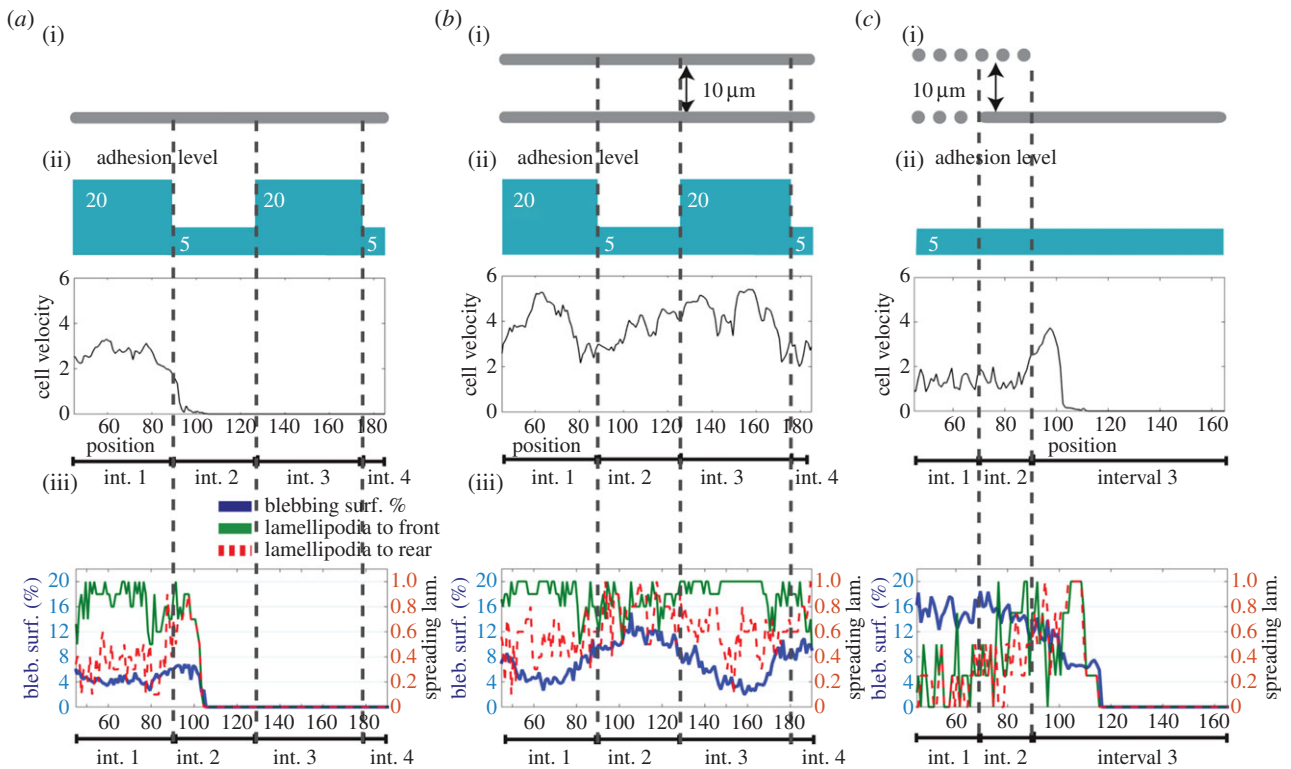 (a)
(i)
(ii)
adhesion level
20
5
20
5
cell velocity
6
4
2
0
60 80 100 120 140 160 180
position
int. 1 int. 2 int. 3 int. 4
(iii)
blebbing surf. %
lamellipodia to front
lamellipodia to rear
bleb. surf. (%)
20
16
12
8
4
0
1.0
0.8
0.6
0.4
0.2
0
spreading lam.
60 80 100 120 140 160 180
int. 1 int. 2 int. 3 int. 4
(b)
(i)
10 µm
(ii)
adhesion level
20
5
20
5
cell velocity
6
4
2
0
60 80 100 120 140 160 180
position
int. 1 int. 2 int. 3 int. 4
(iii)
bleb. surf. (%)
20
16
12
8
4
0
1.0
0.8
0.6
0.4
0.2
0
spreading lam.
60 80 100 120 140 160 180
int. 1 int. 2 int. 3 int. 4
(c)
(i)
10 µm
(ii)
adhesion level
5
cell velocity
6
4
2
0
60 80 100 120 140 160
position
int. 1 int. 2 interval 3
bleb. surf. (%)
20
16
12
8
4
0
1.0
0.8
0.6
0.4
0.2
0
spreading lam.
60 80 100 120 140 160
int. 1 int. 2 interval 3